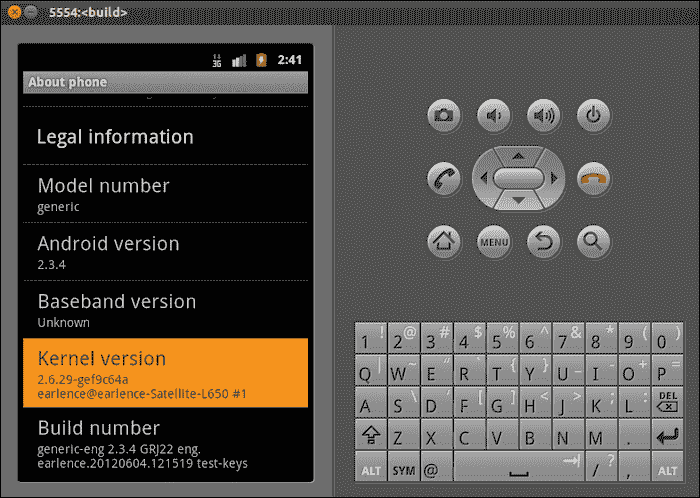 5554:<build>
3G 2:41
About phone
Legal information
Model number
generic
Android version
2.3.4
Baseband version
Unknown
Kernel version
2.6.29-gef9c64a
earlence@earlence-Satellite-L650 #1
Build number
generic-eng 2.3.4 GRJ22 eng.
earlence.20120604.121519 test-keys
MENU
1 ! 2 @ 3 # 4 $ 5 % 6 ^ 7 & 8 * 9 ( 0 )
Q W ~ E “ R ` T { Y } U _ I - O + P =
A S \ D ' F [ G ] H < J > K ; L : DEL
Z X C V B N M .
ALT SYM @ / ? , ALT